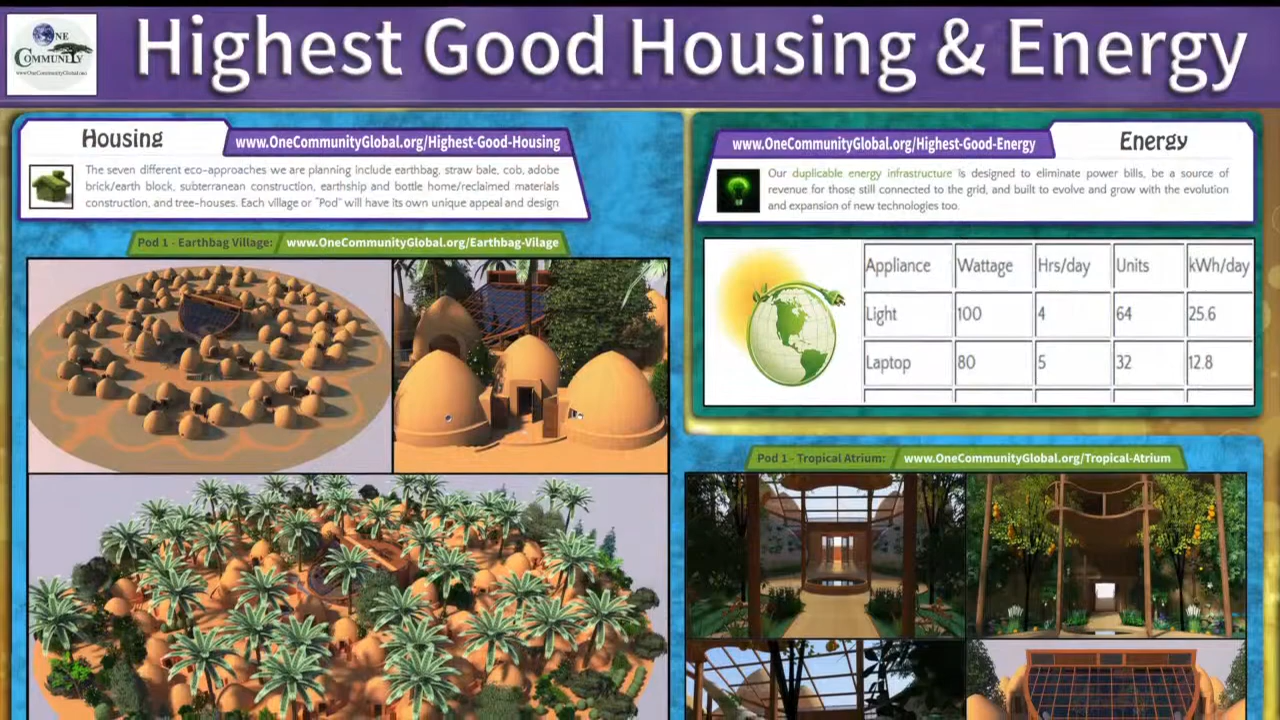 ONE
COMMUNITY
www.OneCommunityGlobal.org
Highest Good Housing & Energy
Housing
www.OneCommunityGlobal.org/Highest-Good-Housing
The seven different eco-approaches we are planning include earthbag, straw bale, cob, adobe
brick/earth block, subterranean construction, earthship and bottle home/reclaimed materials
construction, and tree-houses. Each village or "Pod" will have its own unique appeal and design
Pod 1 - Earthbag Village: www.OneCommunityGlobal.org/Earthbag-Vilage
www.OneCommunityGlobal.org/Highest-Good-Energy
Energy
Our duplicable energy infrastructure is designed to eliminate power bills, be a source of
revenue for those still connected to the grid, and built to evolve and grow with the evolution
and expansion of new technologies too.
Appliance Wattage Hrs/day Units kWh/day
Light 100 4 64 25.6
Laptop 80 5 32 12.8
Pod 1 - Tropical Atrium: www.OneCommunityGlobal.org/Tropical-Atrium